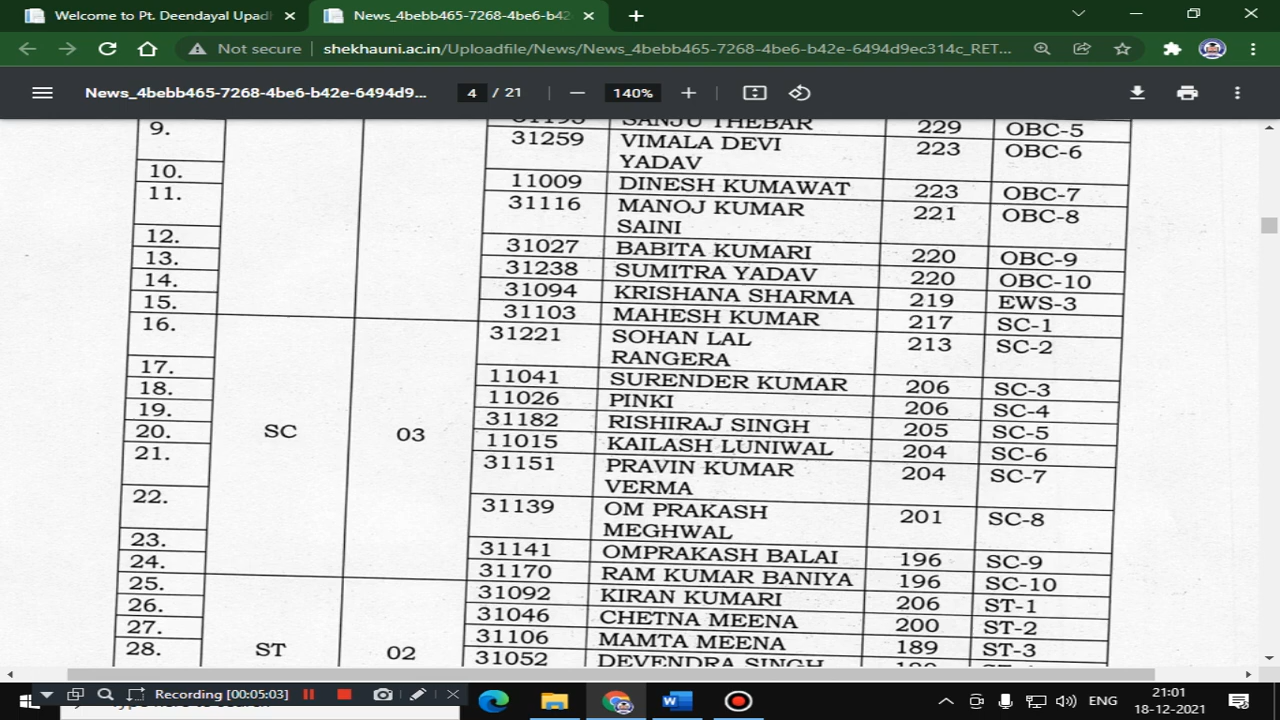 Welcome to Pt. Deendayal Upad
News_4bebb465-7268-4be6-b42e
Not secure | shekhauni.ac.in/Uploadfile/News/News_4bebb465-7268-4be6-b42e-6494d9ec314c_RET...
News_4bebb465-7268-4be6-b42e-6494d9... 4 / 21 140%
9. SANJU THEBAR 229 OBC-5
31259 VIMALA DEVI YADAV 223 OBC-6
10. 11009 DINESH KUMAWAT 223 OBC-7
11. 31116 MANOJ KUMAR SAINI 221 OBC-8
12. 31027 BABITA KUMARI 220 OBC-9
13. 31238 SUMITRA YADAV 220 OBC-10
14. 31094 KRISHANA SHARMA 219 EWS-3
15. 31103 MAHESH KUMAR 217 SC-1
16. 31221 SOHAN LAL RANGERA 213 SC-2
17. 11041 SURENDER KUMAR 206 SC-3
18. 11026 PINKI 206 SC-4
19. 31182 RISHIRAJ SINGH 205 SC-5
20. SC 03 11015 KAILASH LUNIWAL 204 SC-6
21. 31151 PRAVIN KUMAR VERMA 204 SC-7
22. 31139 OM PRAKASH MEGHWAL 201 SC-8
23. 31141 OMPRAKASH BALAI 196 SC-9
24. 31170 RAM KUMAR BANIYA 196 SC-10
25. 31092 KIRAN KUMARI 206 ST-1
26. 31046 CHETNA MEENA 200 ST-2
27. 31106 MAMTA MEENA 189 ST-3
28. ST 02 31052 DEVENDRA SINGH
Recording [00:05:03]
Type here to search
ENG
21:01
18-12-2021